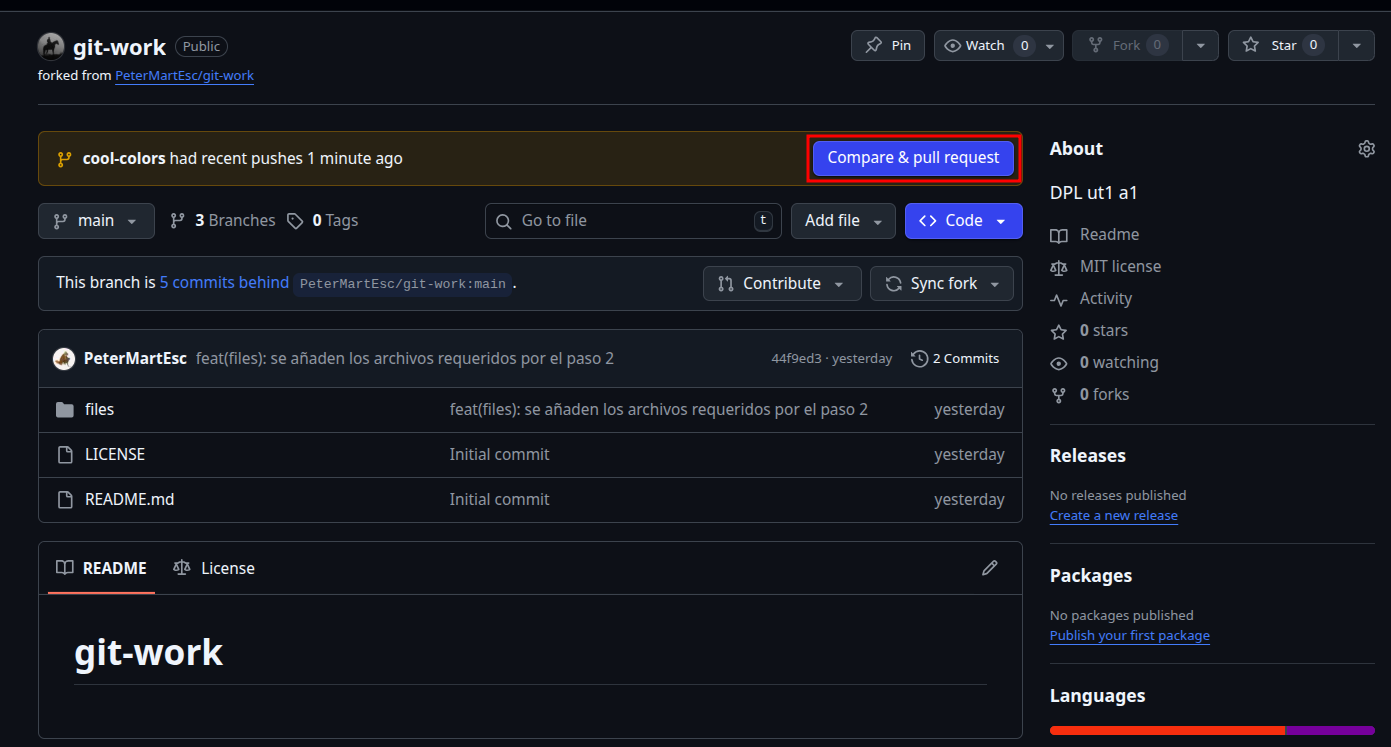 git-work Public
Pin Watch 0 Fork 0 Star 0
forked from PeterMartEsc/git-work
cool-colors had recent pushes 1 minute ago
Compare & pull request
main 3 Branches 0 Tags
Go to file t
Add file
Code
This branch is 5 commits behind PeterMartEsc/git-work:main .
Contribute
Sync fork
PeterMartEsc feat(files): se añaden los archivos requeridos por el paso 2 44f9ed3 · yesterday 2 Commits
files feat(files): se añaden los archivos requeridos por el paso 2 yesterday
LICENSE Initial commit yesterday
README.md Initial commit yesterday
README License
git-work
About
DPL ut1 a1
Readme
MIT license
Activity
0 stars
0 watching
0 forks
Releases
No releases published
Create a new release
Packages
No packages published
Publish your first package
Languages